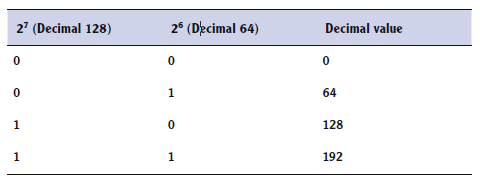 2⁷ (Decimal 128) 2⁶ (Decimal 64) Decimal value
0 0 0
0 1 64
1 0 128
1 1 192